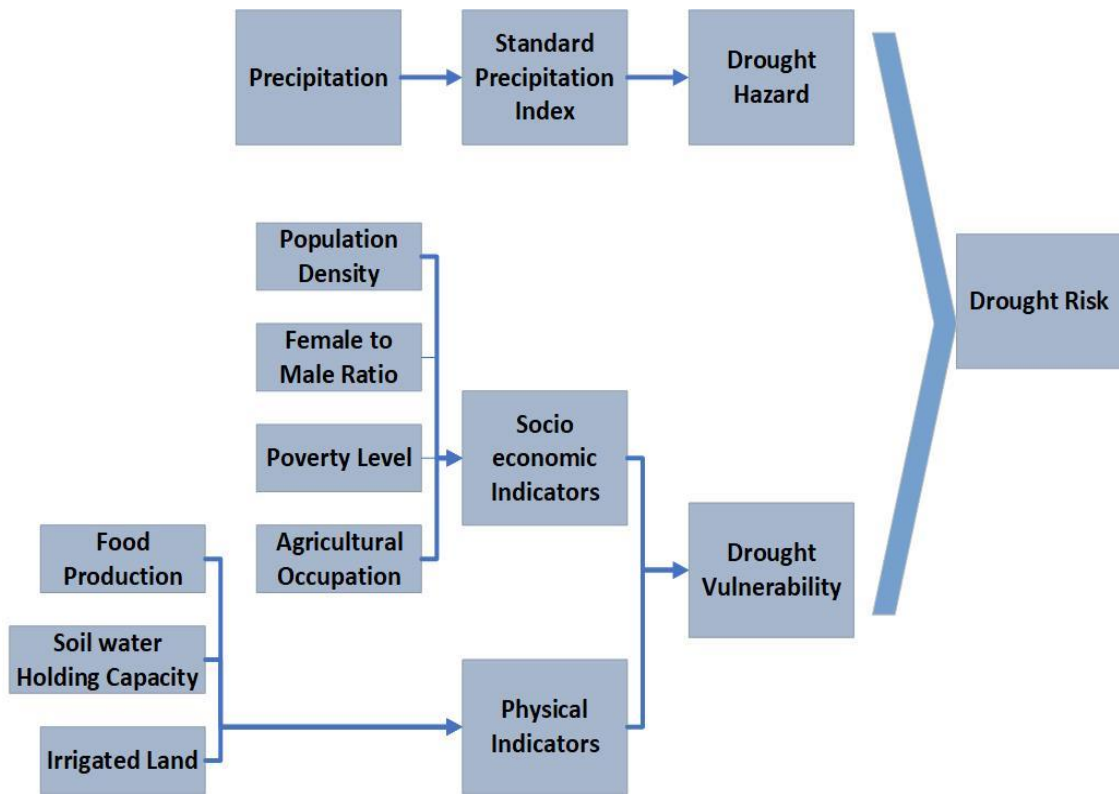 Precipitation
Standard
Precipitation
Index
Drought
Hazard
Population
Density
Female to
Male Ratio
Poverty Level
Agricultural
Occupation
Socio
economic
Indicators
Food
Production
Soil water
Holding Capacity
Irrigated Land
Physical
Indicators
Drought
Vulnerability
Drought Risk